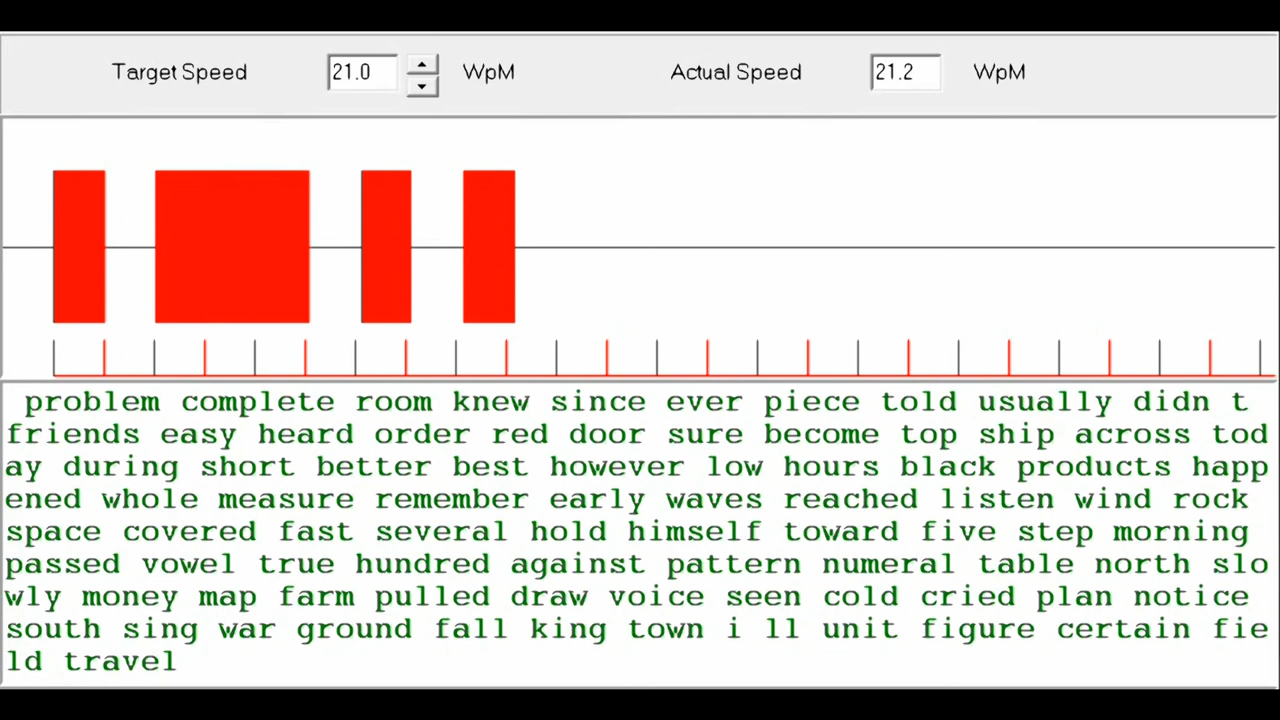 Target Speed 21.0 WpM Actual Speed 21.2 WpM
problem complete room knew since ever piece told usually didn t
friends easy heard order red door sure become top ship across tod
ay during short better best however low hours black products happ
ened whole measure remember early waves reached listen wind rock
space covered fast several hold himself toward five step morning
passed vowel true hundred against pattern numeral table north slo
wly money map farm pulled draw voice seen cold cried plan notice
south sing war ground fall king town i ll unit figure certain fie
ld travel